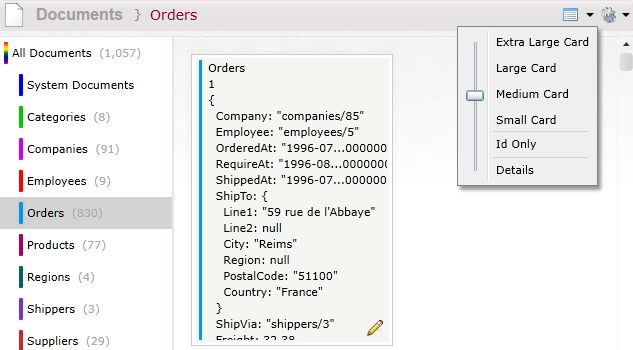 Documents > Orders
All Documents (1,057)
System Documents
Categories (8)
Companies (91)
Employees (9)
Orders (830)
Products (77)
Regions (4)
Shippers (3)
Suppliers (29)
Orders
1
{
Company: "companies/85"
Employee: "employees/5"
OrderedAt: "1996-07...000000
RequireAt: "1996-08...000000
ShippedAt: "1996-07...000000
ShipTo: {
Line1: "59 rue de l'Abbaye"
Line2: null
City: "Reims"
Region: null
PostalCode: "51100"
Country: "France"
}
ShipVia: "shippers/3"
Freight: 32.38
Extra Large Card
Large Card
Medium Card
Small Card
Id Only
Details